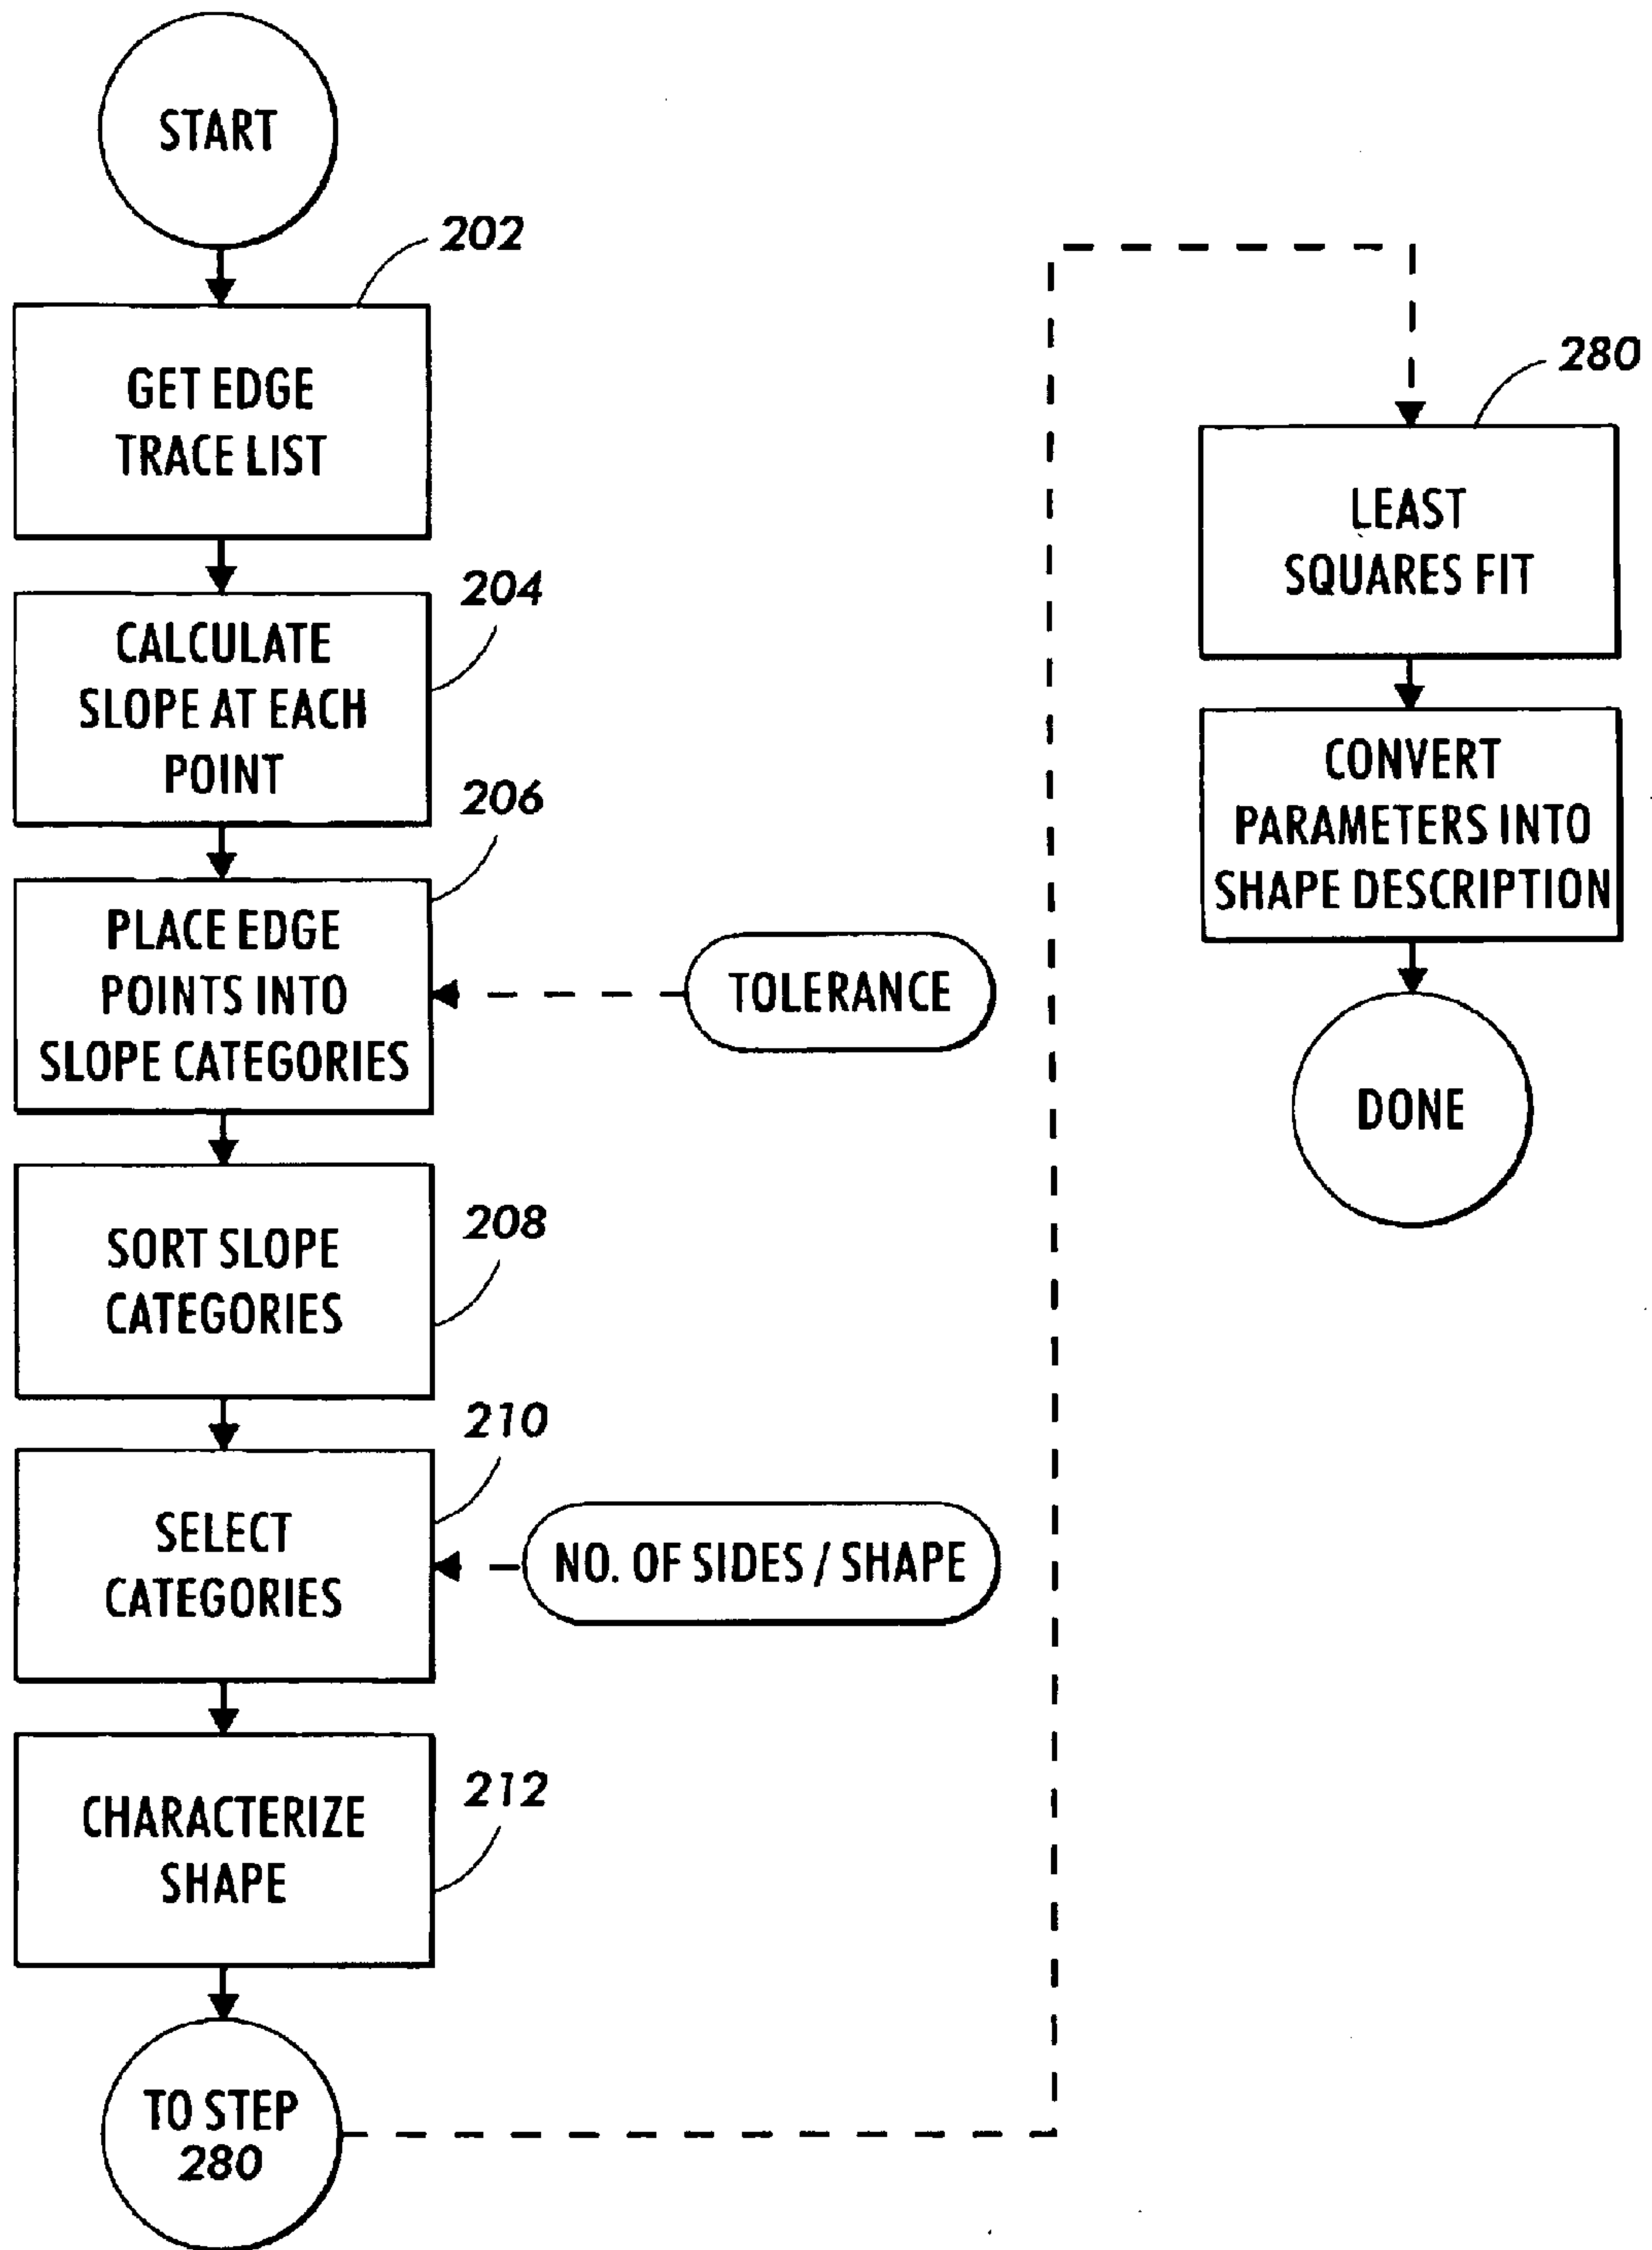 START
202
GET EDGE
TRACE LIST
204
CALCULATE
SLOPE AT EACH
POINT
206
PLACE EDGE
POINTS INTO
SLOPE CATEGORIES
TOLERANCE
208
SORT SLOPE
CATEGORIES
210
SELECT
CATEGORIES
NO. OF SIDES / SHAPE
212
CHARACTERIZE
SHAPE
TO STEP
280
280
LEAST
SQUARES FIT
CONVERT
PARAMETERS INTO
SHAPE DESCRIPTION
DONE